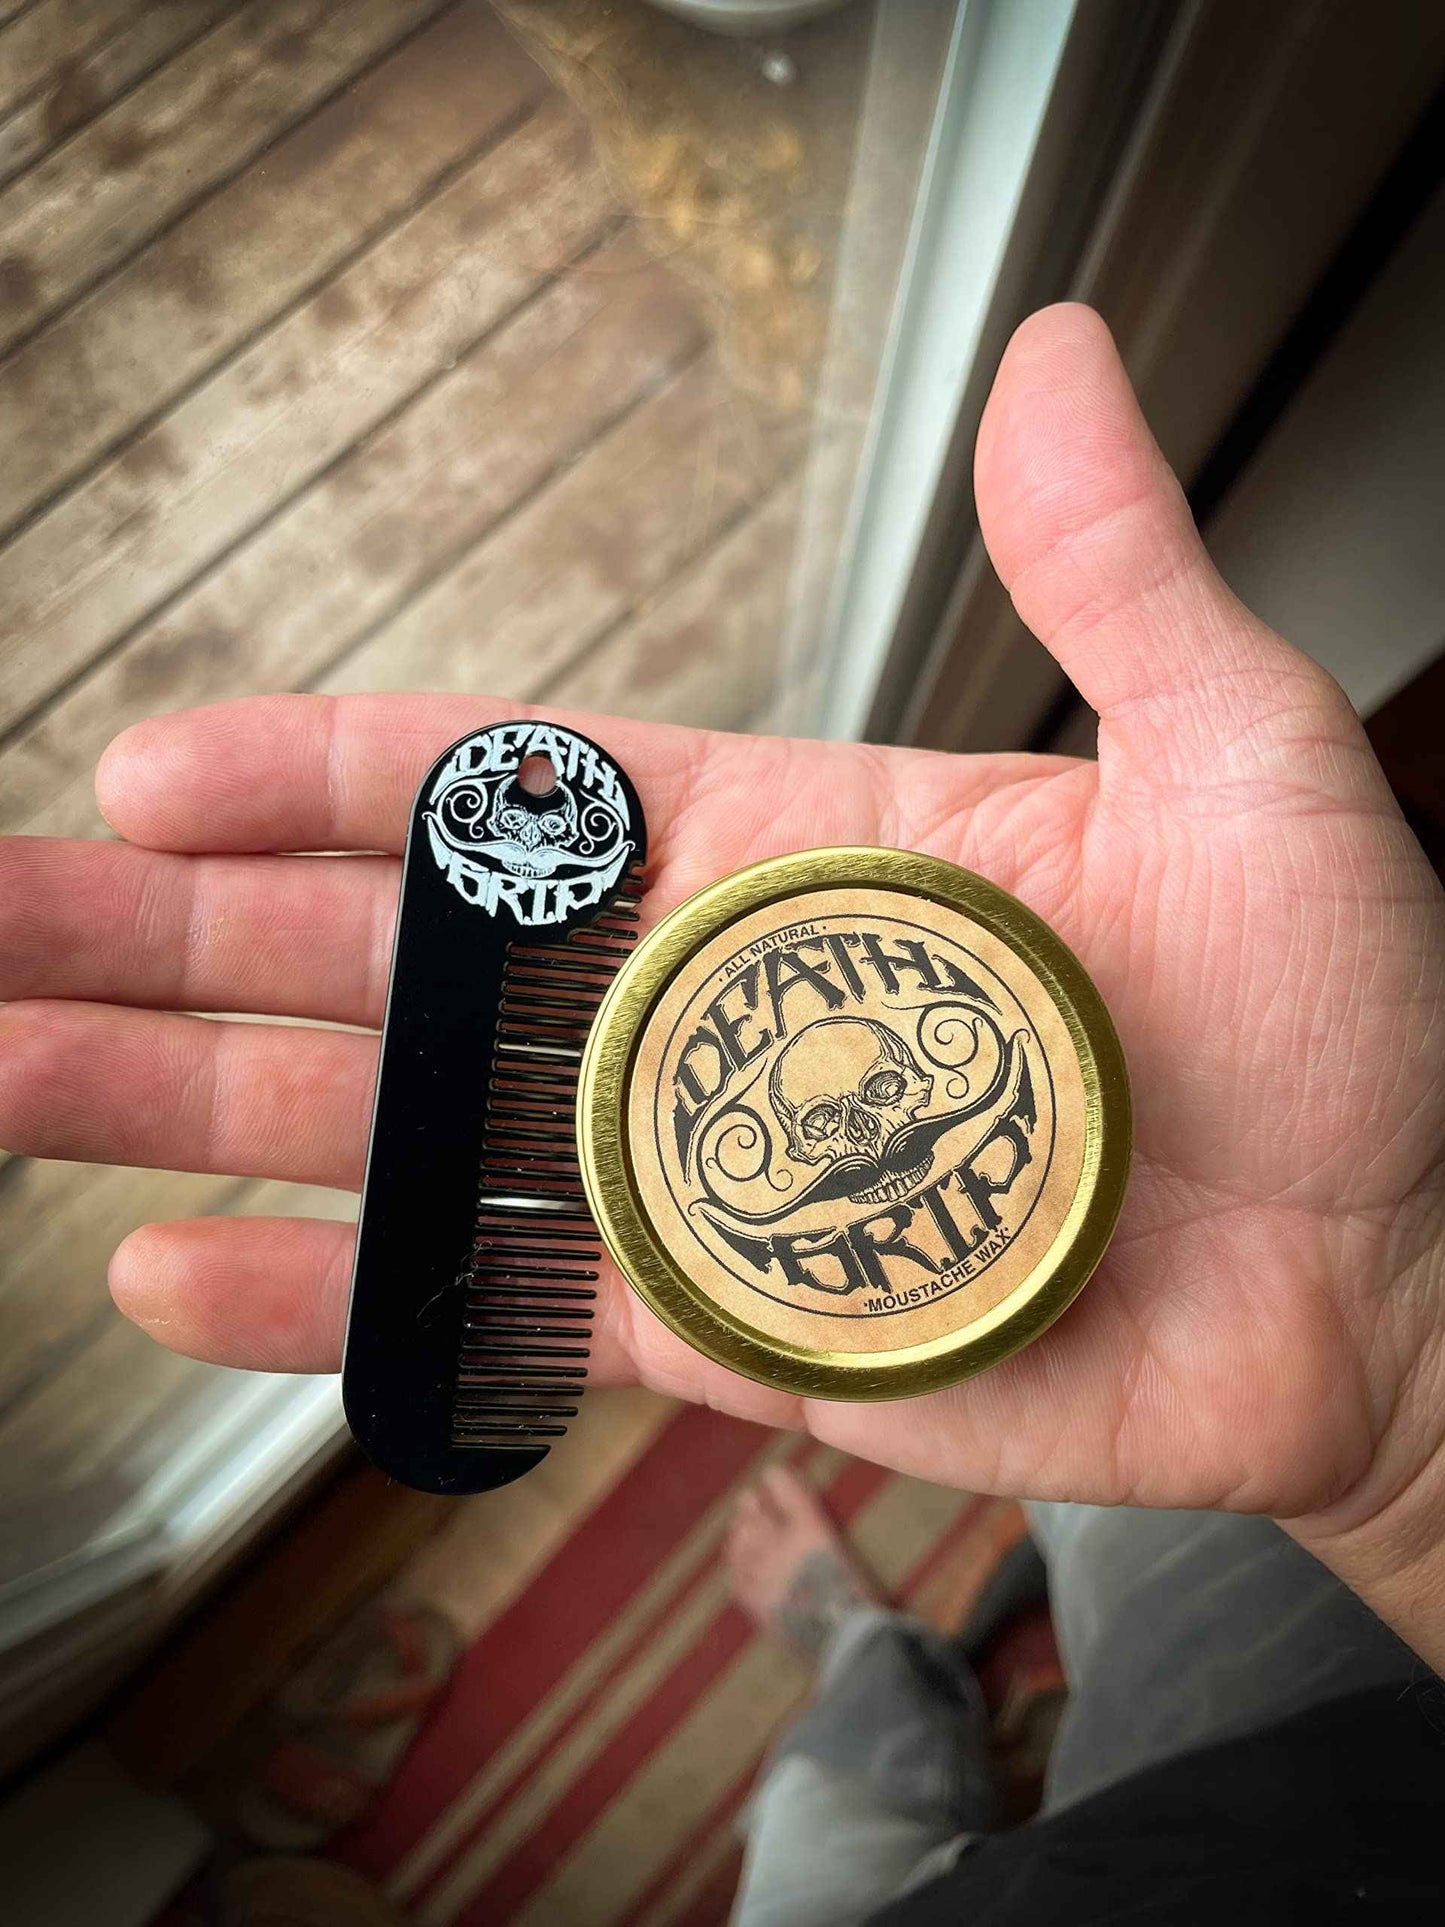 DEATH
GRIP
· ALL NATURAL ·
DEATH
GRIP
·MOUSTACHE WAX·